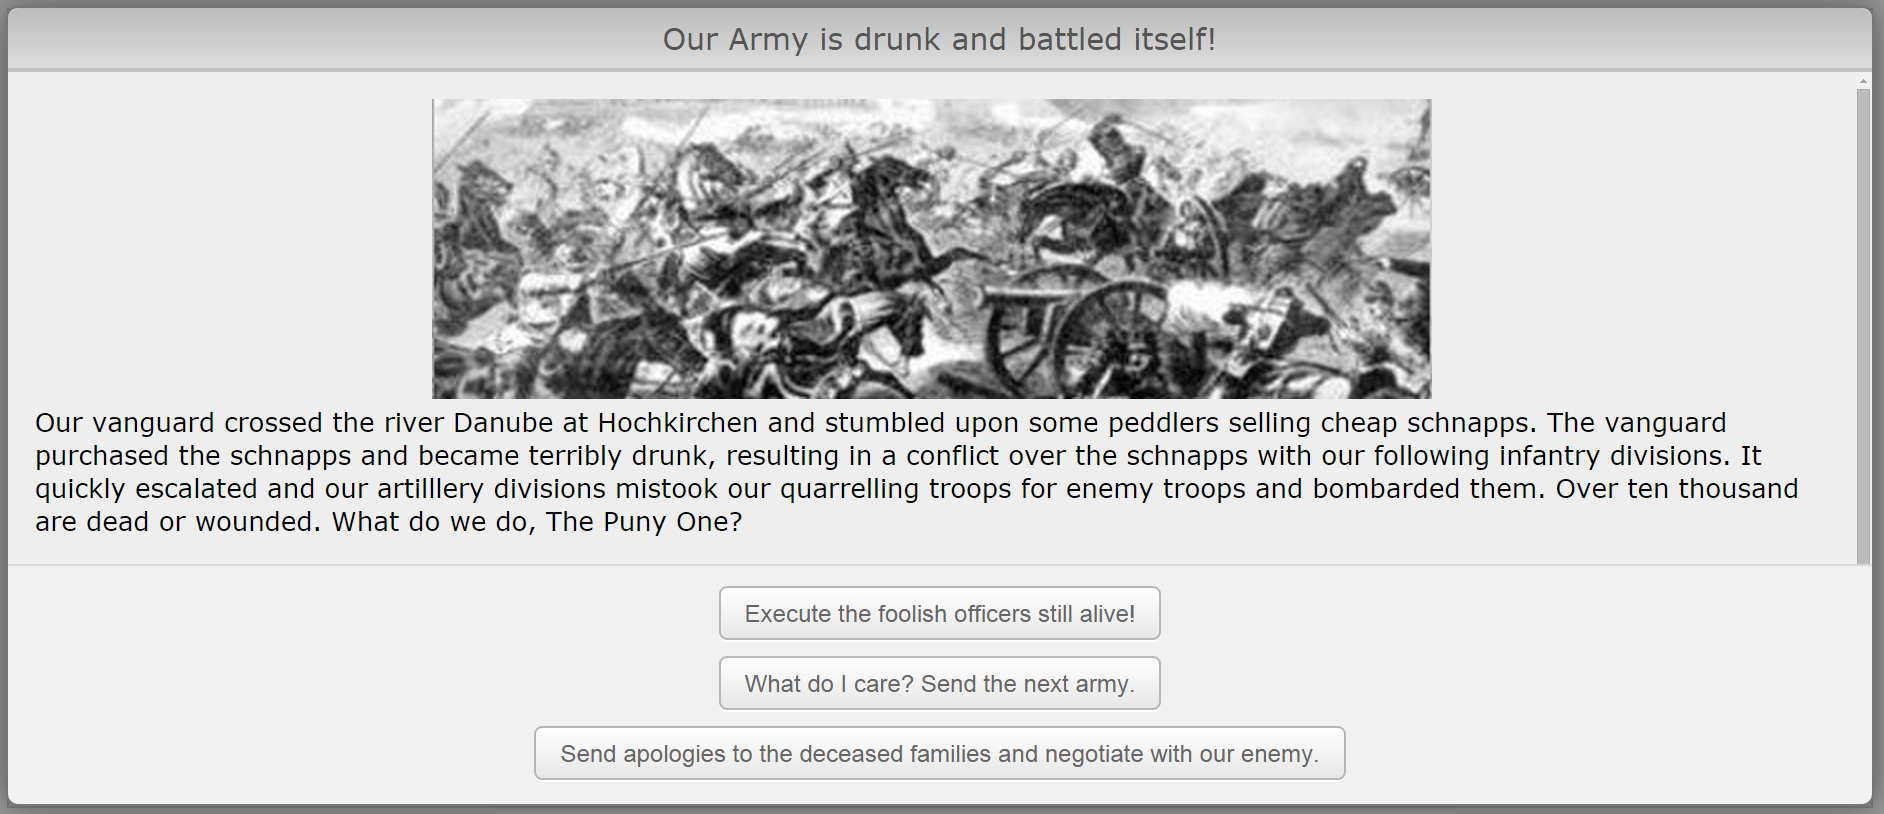 Our Army is drunk and battled itself!
Our vanguard crossed the river Danube at Hochkirchen and stumbled upon some peddlers selling cheap schnapps. The vanguard
purchased the schnapps and became terribly drunk, resulting in a conflict over the schnapps with our following infantry divisions. It
quickly escalated and our artilllery divisions mistook our quarrelling troops for enemy troops and bombarded them. Over ten thousand
are dead or wounded. What do we do, The Puny One?
Execute the foolish officers still alive!
What do I care? Send the next army.
Send apologies to the deceased families and negotiate with our enemy.